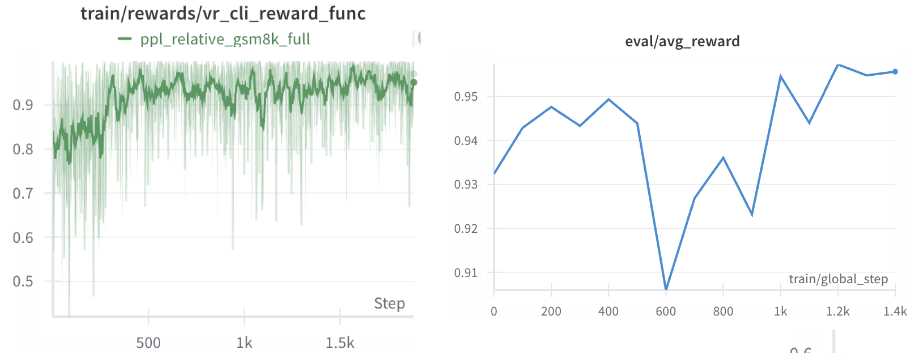 train/rewards/vr_cli_reward_func
ppl_relative_gsm8k_full
0.9
0.8
0.7
0.6
0.5
Step
500
1k
1.5k
eval/avg_reward
0.95
0.94
0.93
0.92
0.91
train/global_step
0
200
400
600
800
1k
1.2k
1.4k